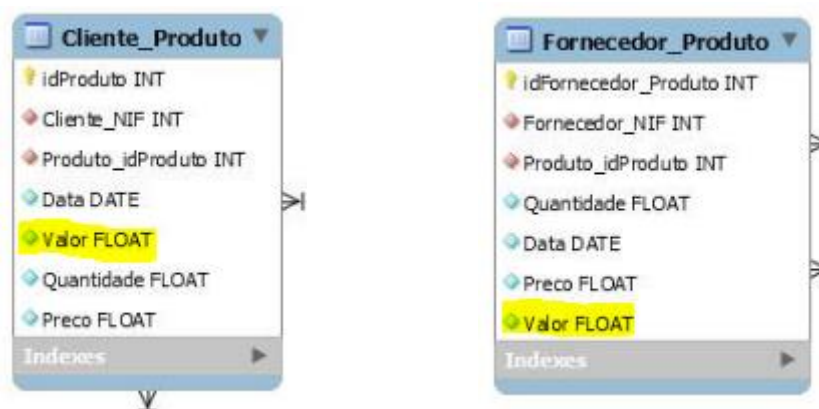 Cliente_Produto
idProduto INT
Cliente_NIF INT
Produto_idProduto INT
Data DATE
Valor FLOAT
Quantidade FLOAT
Preco FLOAT
Indexes
Fornecedor_Produto
idFornecedor_Produto INT
Fornecedor_NIF INT
Produto_idProduto INT
Quantidade FLOAT
Data DATE
Preco FLOAT
Valor FLOAT
Indexes